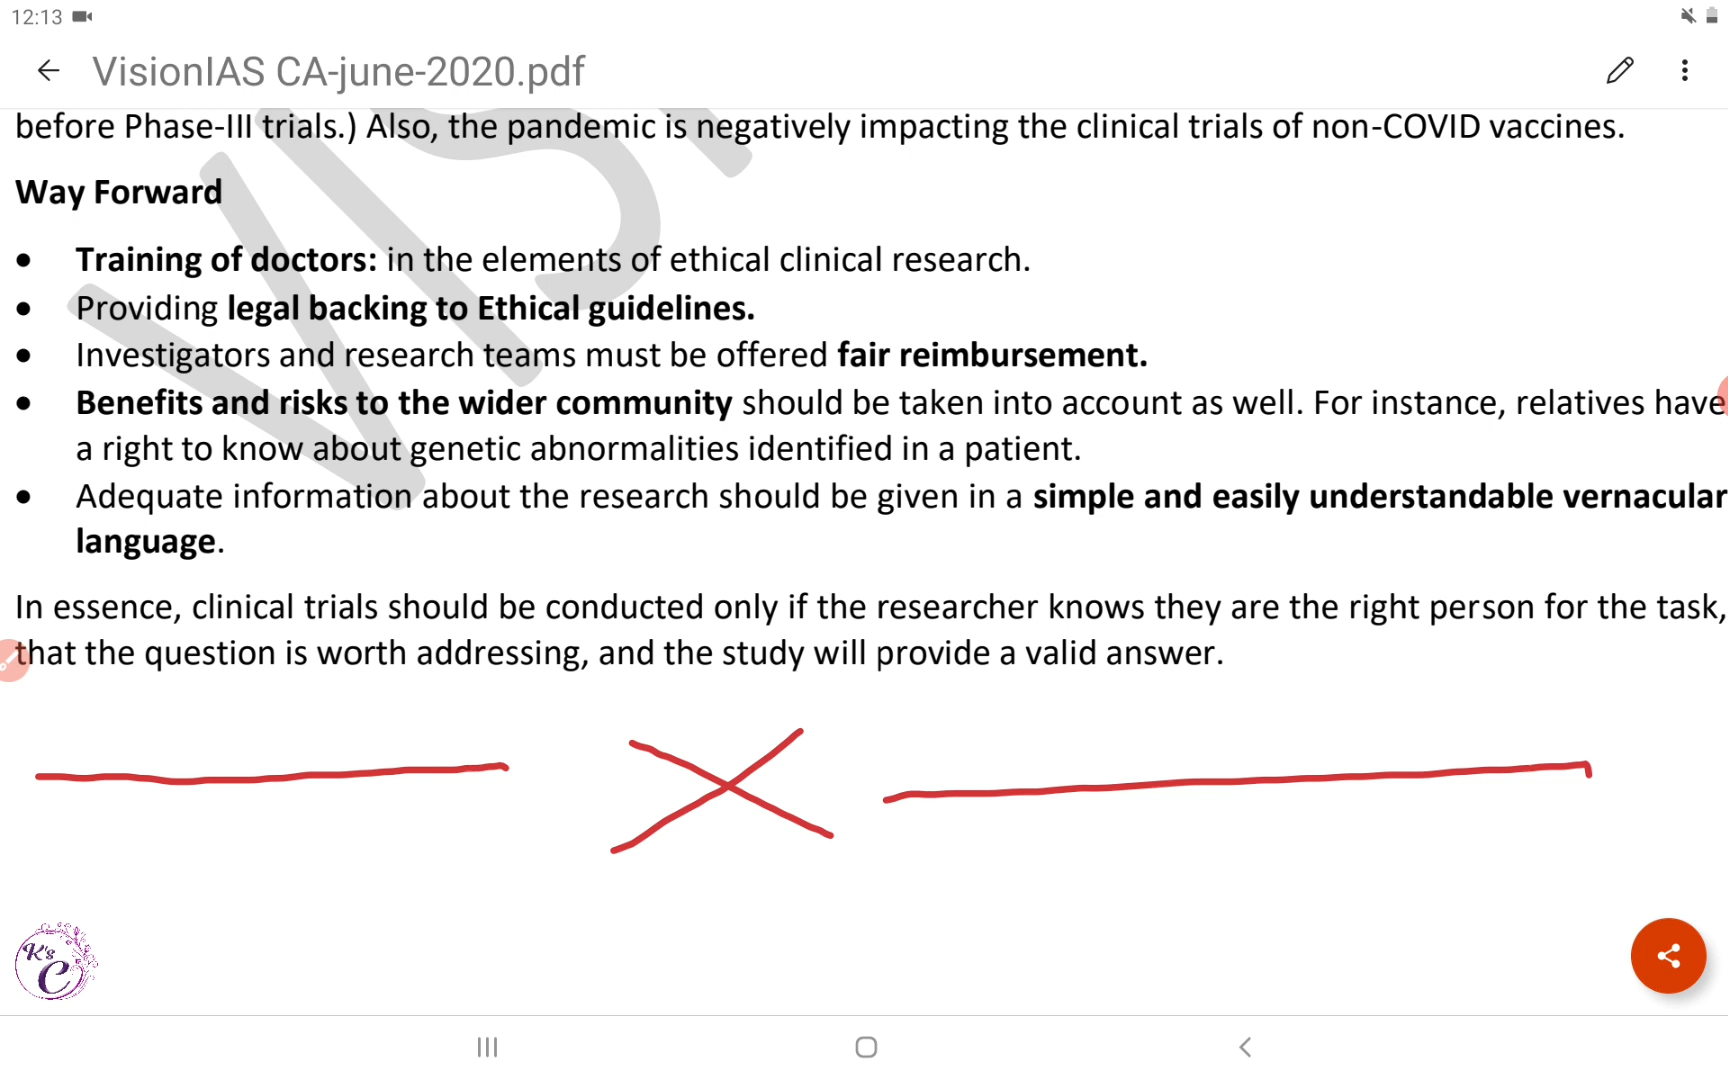 12:13
VisionIAS CA-june-2020.pdf
before Phase-III trials.) Also, the pandemic is negatively impacting the clinical trials of non-COVID vaccines.
Way Forward
• Training of doctors: in the elements of ethical clinical research.
• Providing legal backing to Ethical guidelines.
• Investigators and research teams must be offered fair reimbursement.
• Benefits and risks to the wider community should be taken into account as well. For instance, relatives have
a right to know about genetic abnormalities identified in a patient.
• Adequate information about the research should be given in a simple and easily understandable vernacular
language.
In essence, clinical trials should be conducted only if the researcher knows they are the right person for the task,
that the question is worth addressing, and the study will provide a valid answer.
K's
C